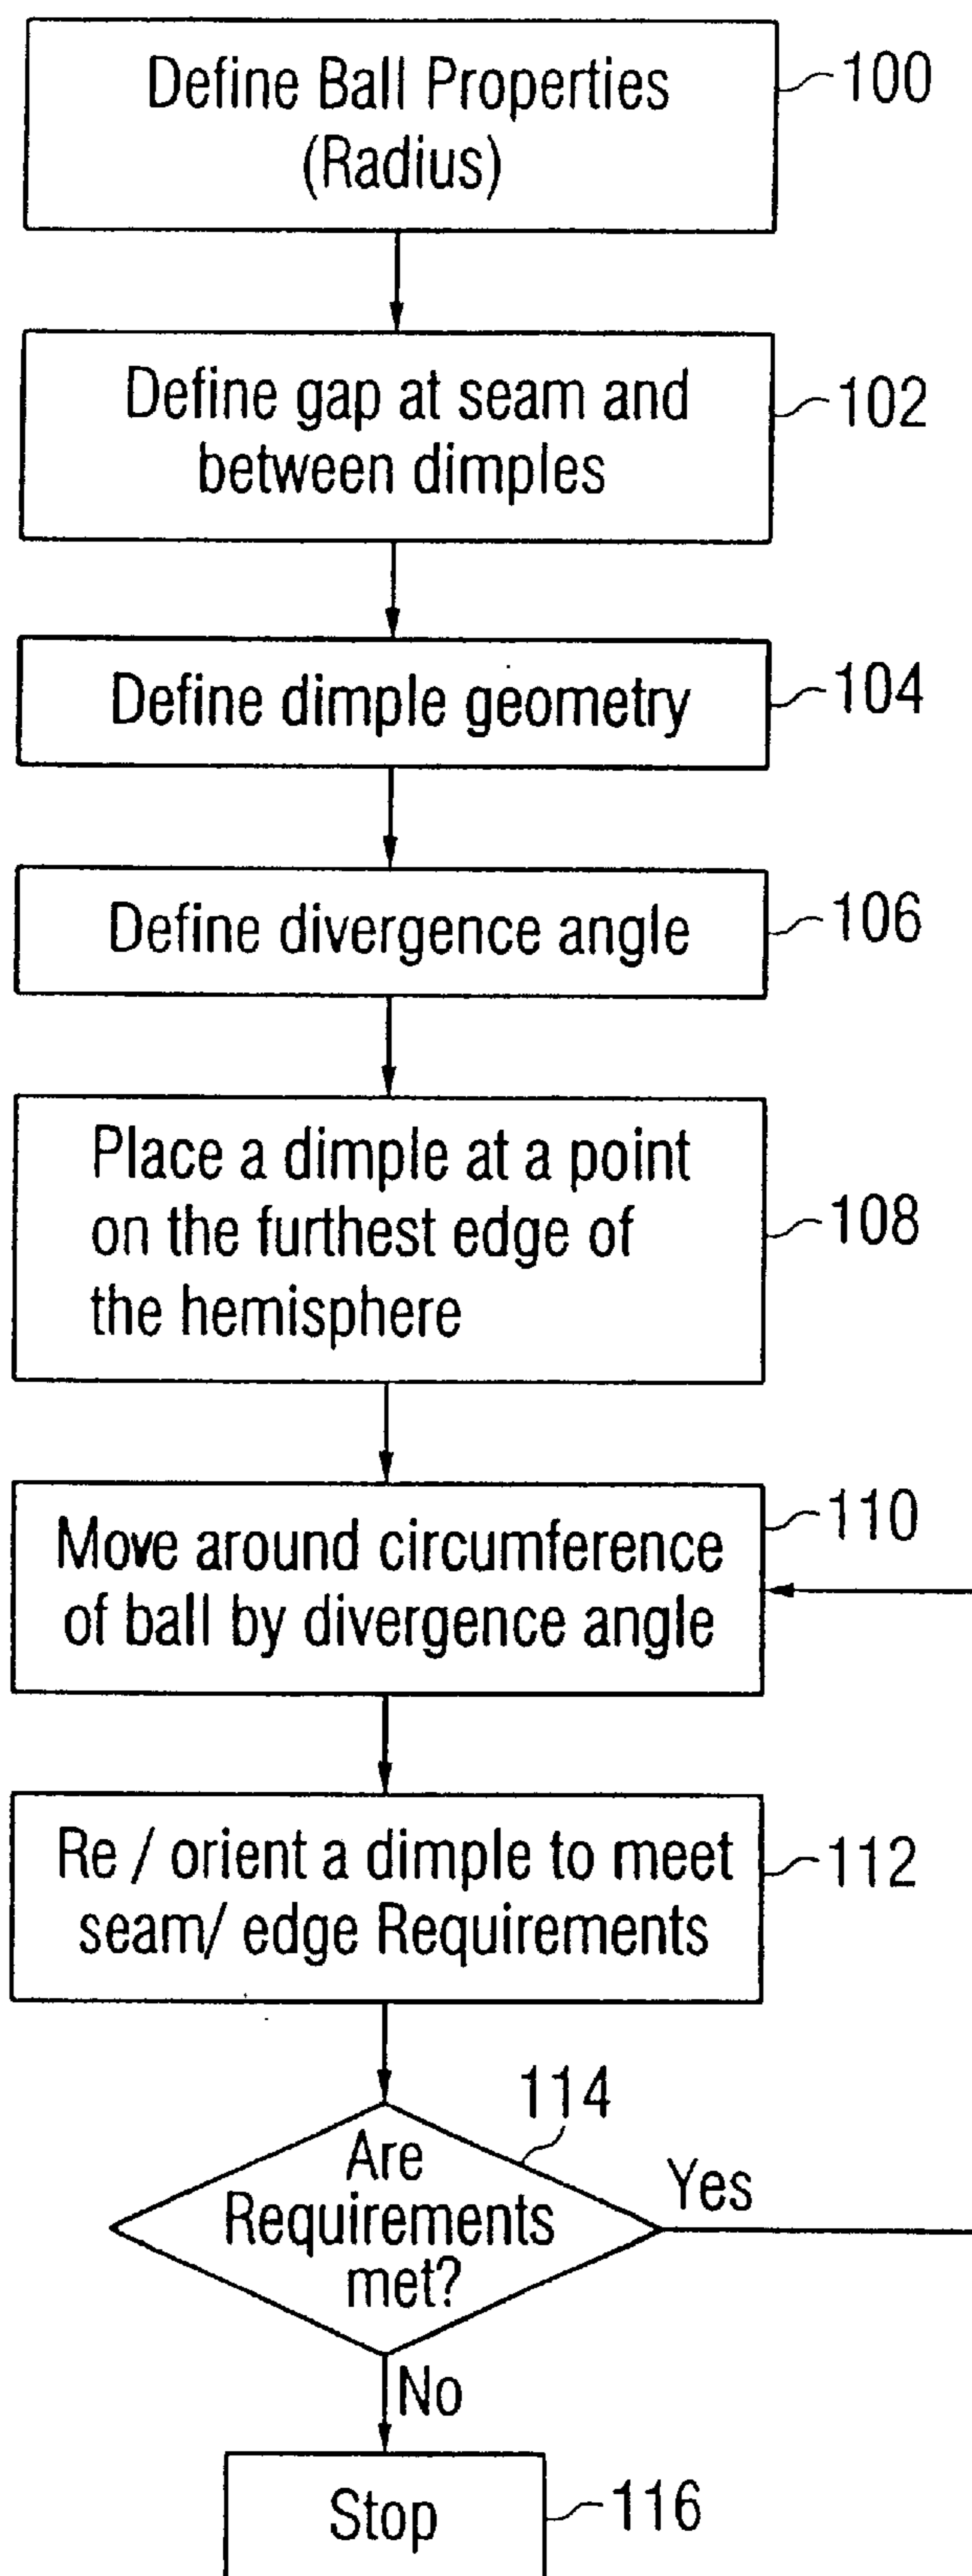 Define Ball Properties
(Radius)
100
Define gap at seam and
between dimples
102
Define dimple geometry
104
Define divergence angle
106
Place a dimple at a point
on the furthest edge of
the hemisphere
108
Move around circumference
of ball by divergence angle
110
Re / orient a dimple to meet
seam/ edge Requirements
112
114
Are
Requirements
met?
Yes
No
Stop
116